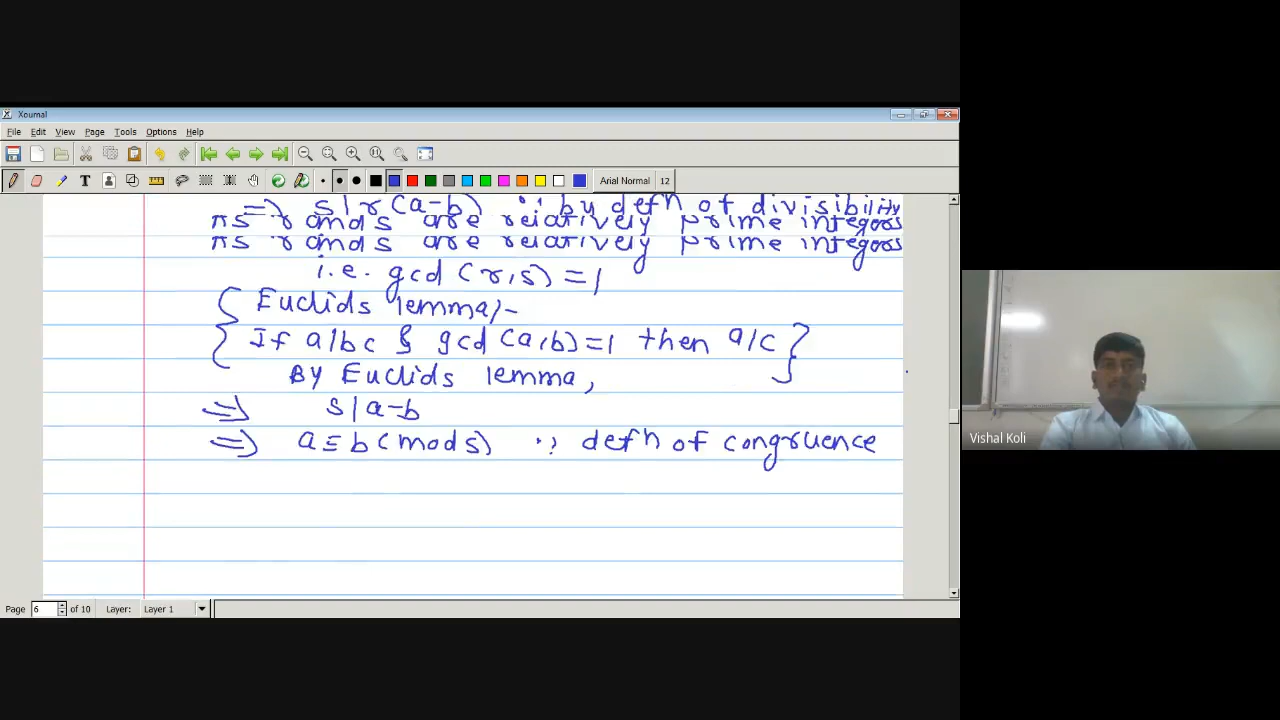 Xournal
File Edit View Page Tools Options Help
Arial Normal 12
=> s|r(a-b) ∵ by defn of divisibility
As r and s are relatively prime integers
As r and s are relatively prime integers
i.e. gcd(r,s)=1
{ Euclids lemma:-
If a/bc & gcd(a,b)=1 then a/c }
By Euclids lemma,
=> s|a-b
=> a≡b(mod s) ∵ defn of congruence
Page 6 of 10 Layer: Layer 1
Vishal Koli